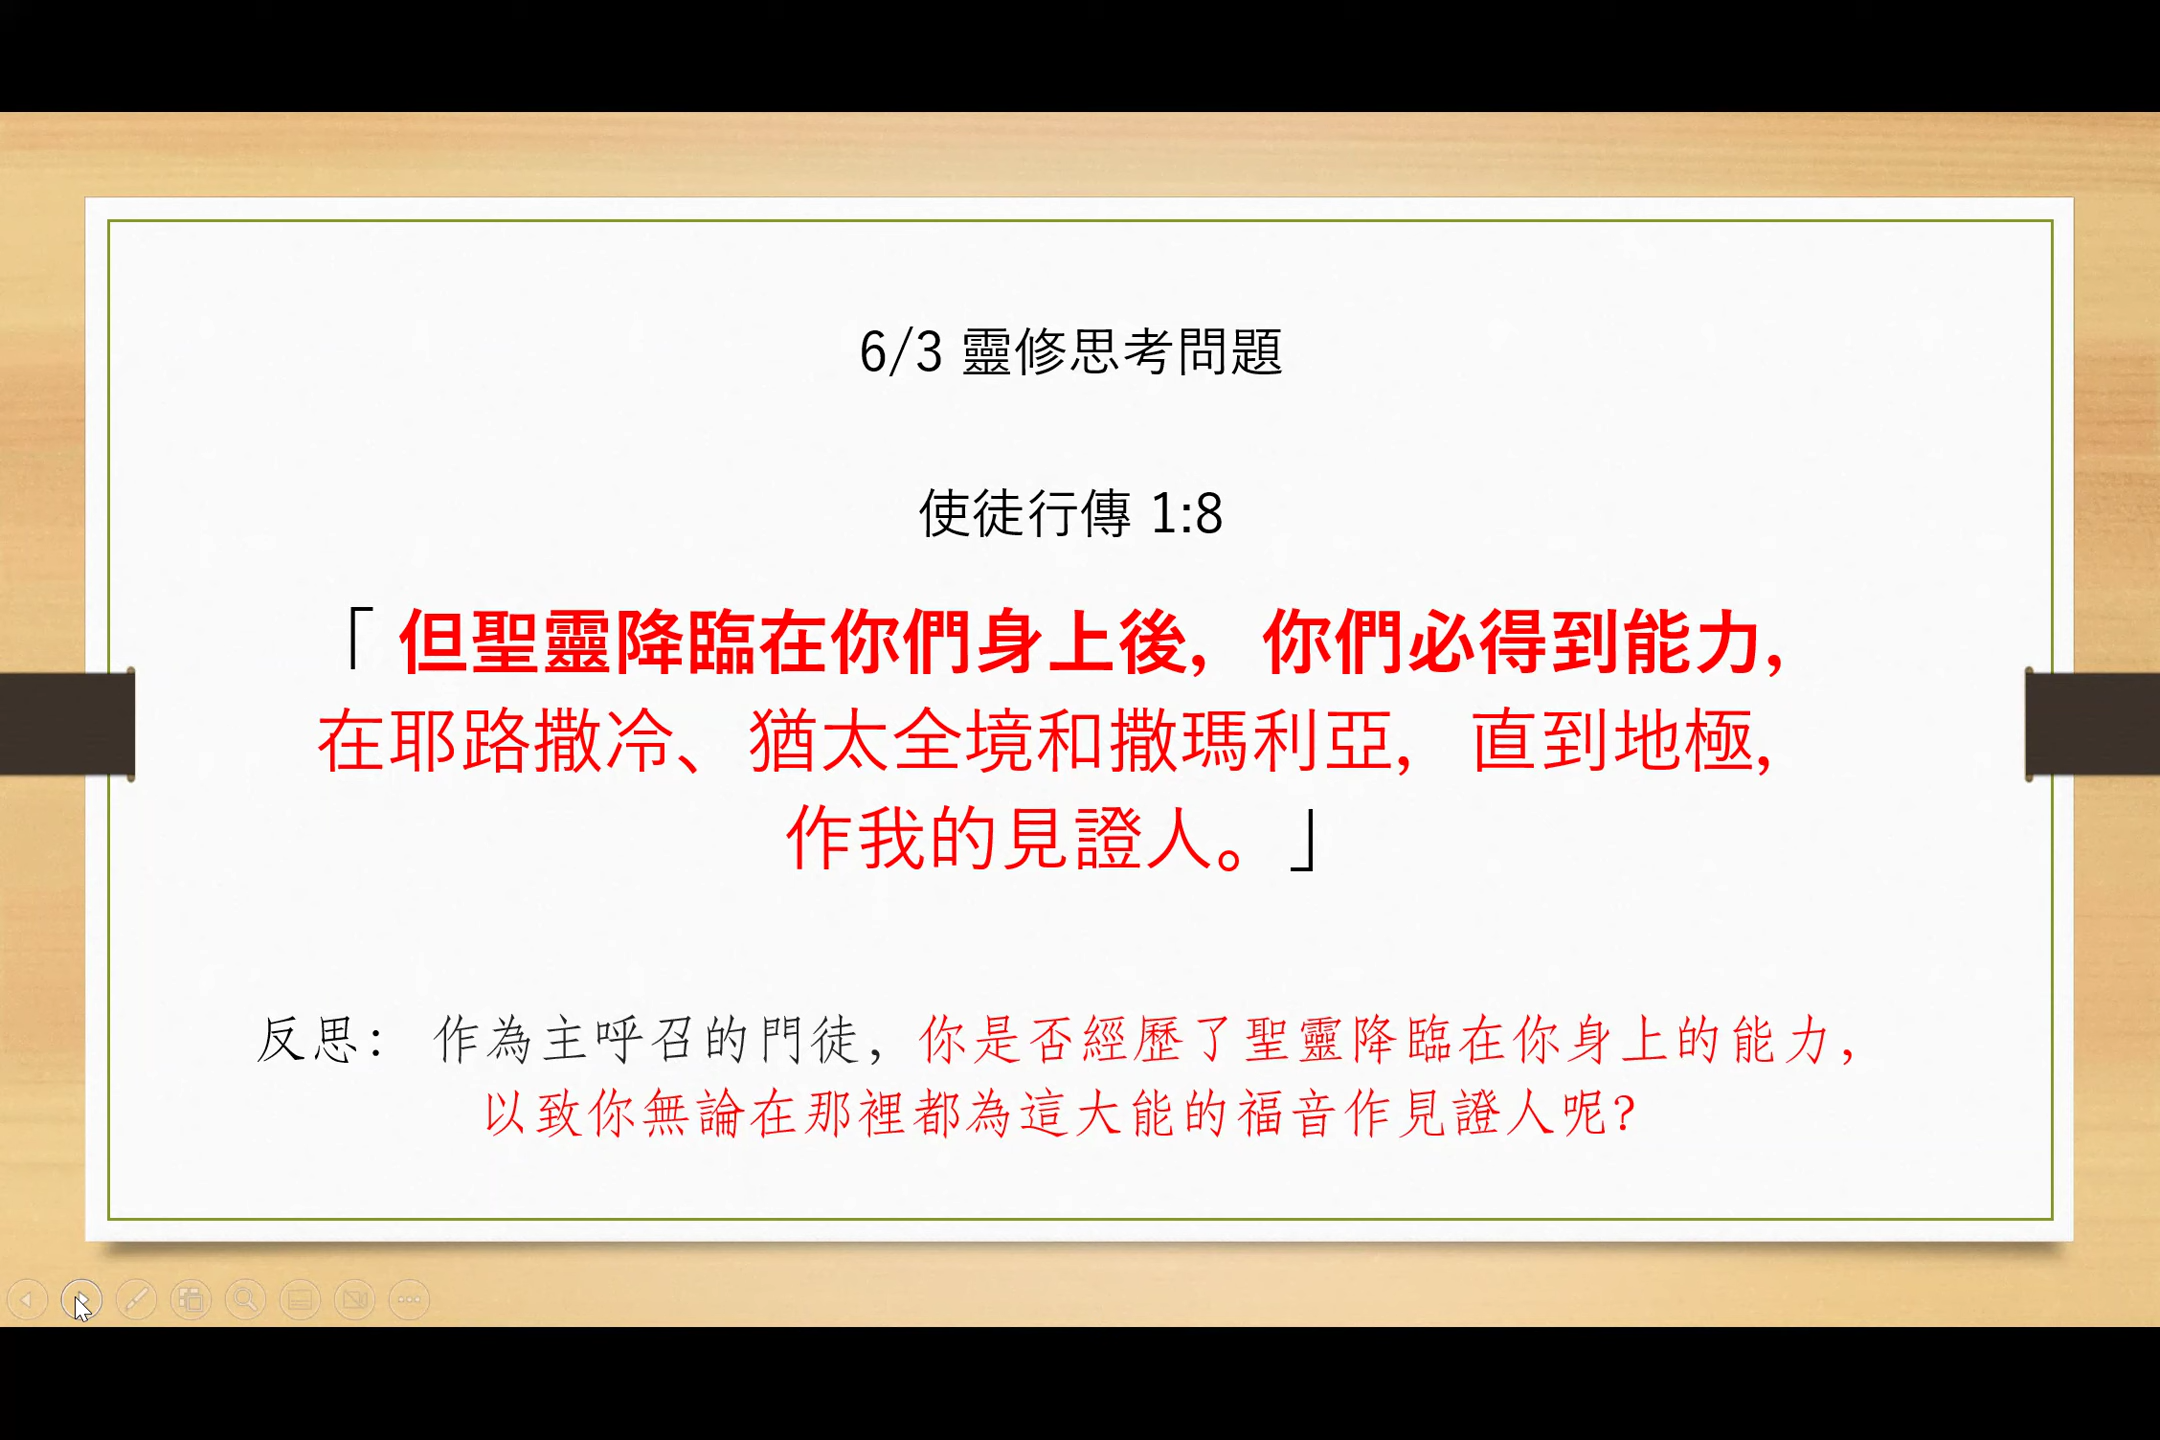 6/3 靈修思考問題
使徒行傳 1:8
「 但聖靈降臨在你們身上後, 你們必得到能力,
在耶路撒冷、猶太全境和撒瑪利亞, 直到地極,
作我的見證人。」
反思: 作為主呼召的門徒, 你是否經歷了聖靈降臨在你身上的能力,
以致你無論在那裡都為這大能的福音作見證人呢?